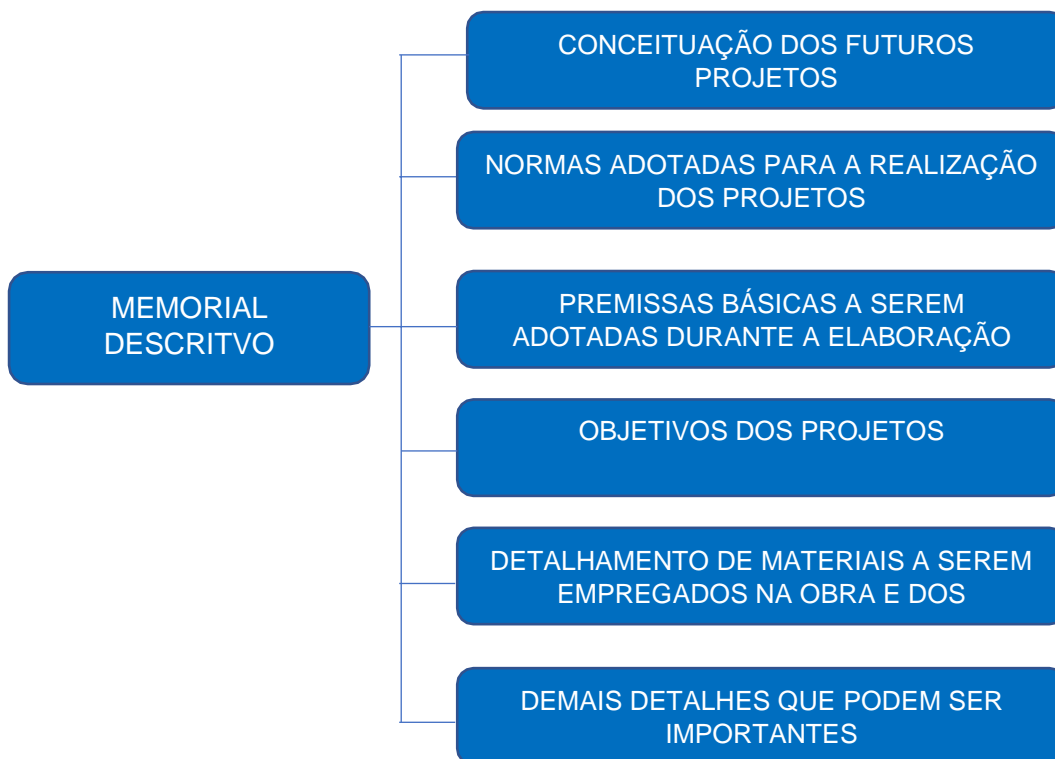 CONCEITUAÇÃO DOS FUTUROS
PROJETOS
NORMAS ADOTADAS PARA A REALIZAÇÃO
DOS PROJETOS
MEMORIAL
DESCRITVO
PREMISSAS BÁSICAS A SEREM
ADOTADAS DURANTE A ELABORAÇÃO
OBJETIVOS DOS PROJETOS
DETALHAMENTO DE MATERIAIS A SEREM
EMPREGADOS NA OBRA E DOS
DEMAIS DETALHES QUE PODEM SER
IMPORTANTES